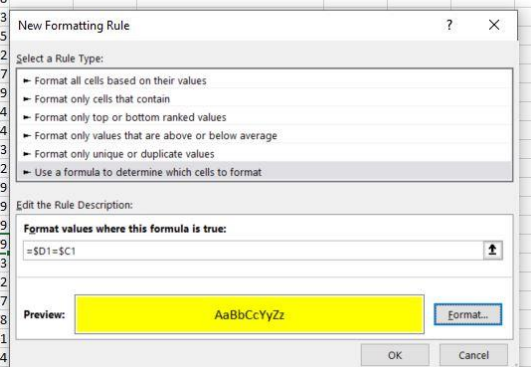 New Formatting Rule ? ×
Select a Rule Type:
► Format all cells based on their values
► Format only cells that contain
► Format only top or bottom ranked values
► Format only values that are above or below average
► Format only unique or duplicate values
► Use a formula to determine which cells to format
Edit the Rule Description:
Format values where this formula is true:
=$D1=$C1
Preview: AaBbCcYyZz Format...
OK Cancel